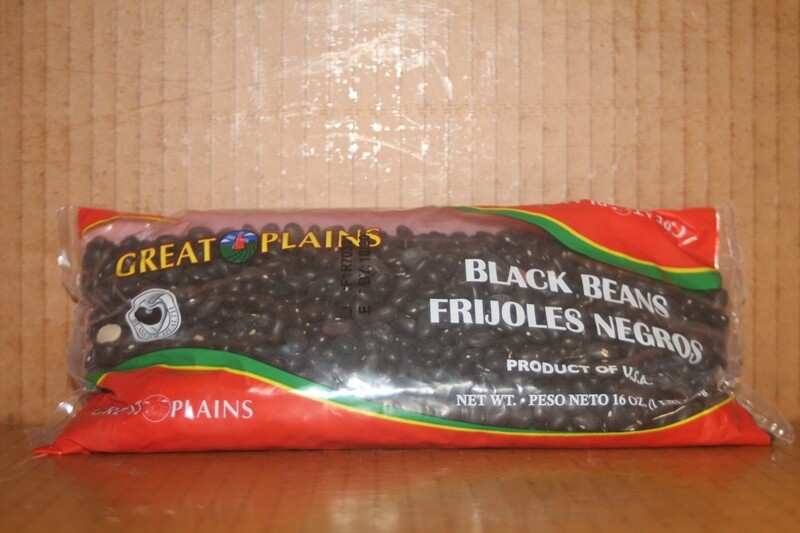 GREAT PLAINS
BLACK BEANS
FRIJOLES NEGROS
PRODUCT OF U.S.A.
NET WT. • PESO NETO 16 OZ.
PLAINS